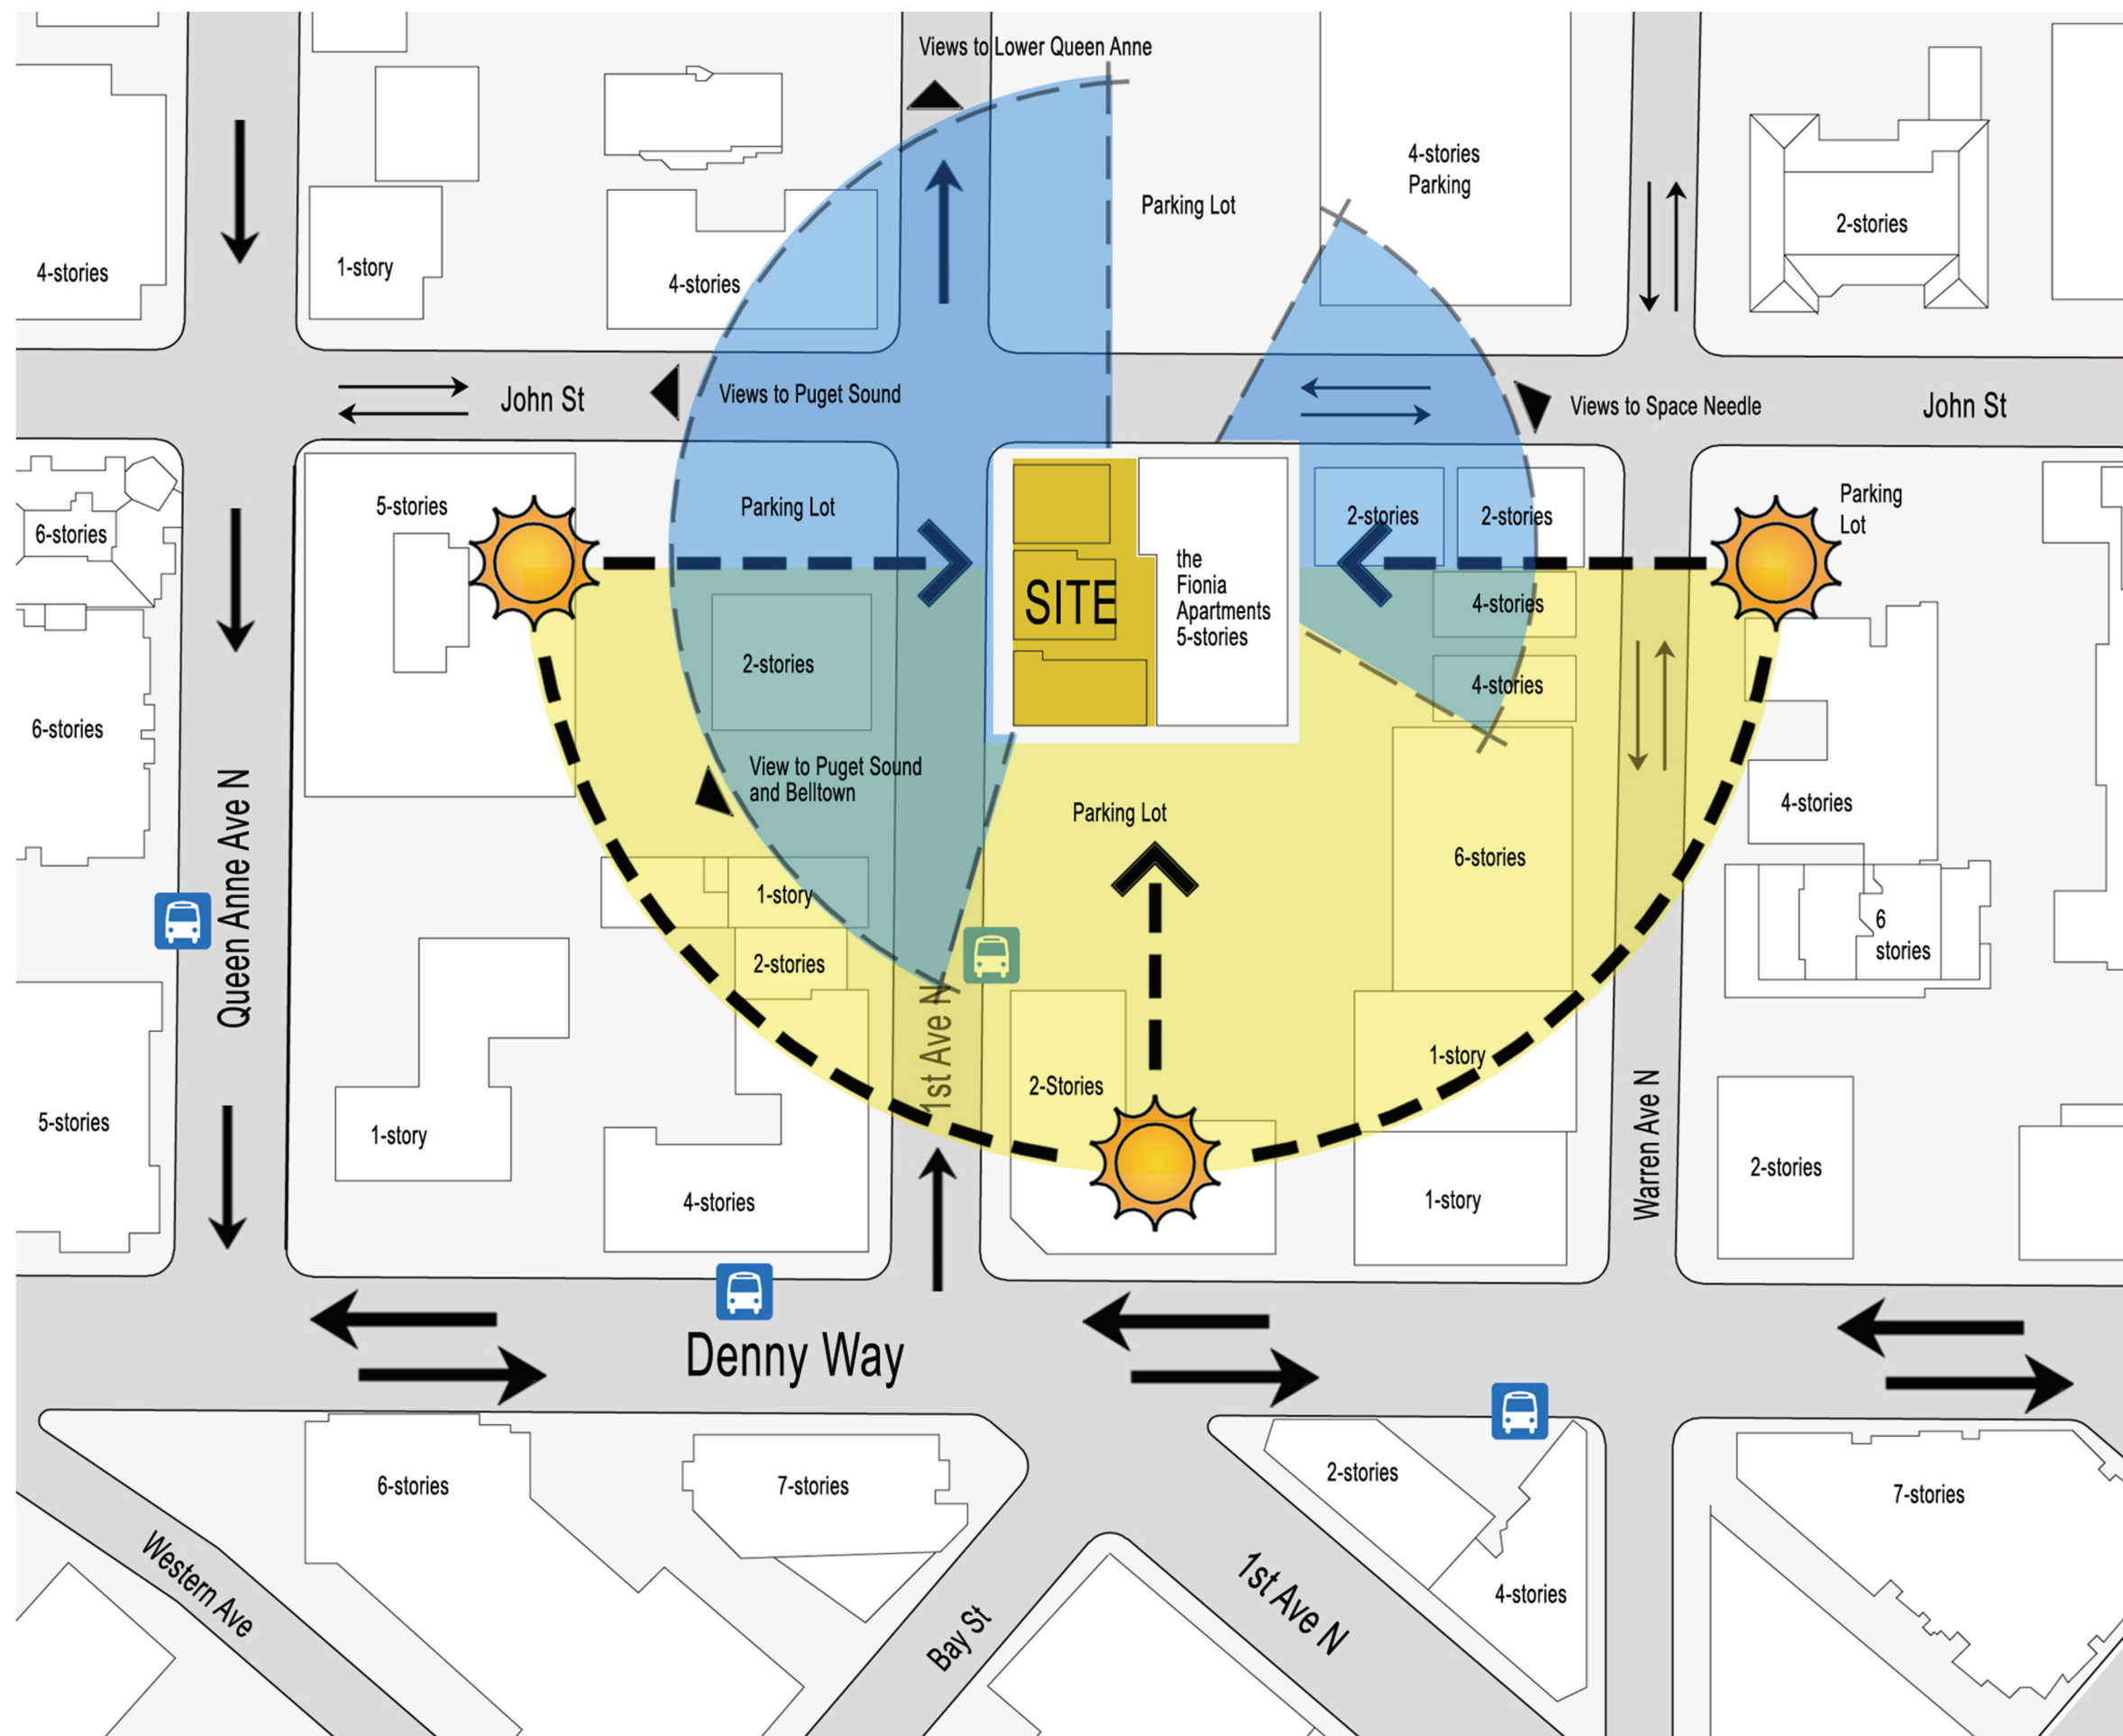 Views to Lower Queen Anne
4-stories
Parking
Parking Lot
2-stories
4-stories
1-story
4-stories
John St
Views to Puget Sound
Views to Space Needle
John St
5-stories
Parking Lot
6-stories
2-stories
2-stories
Parking
Lot
SITE
the
Fionia
Apartments
5-stories
4-stories
2-stories
4-stories
6-stories
View to Puget Sound
and Belltown
Parking Lot
4-stories
6-stories
Queen Anne Ave N
1-story
6
stories
2-stories
1st Ave N
1-story
2-Stories
5-stories
1-story
Warren Ave N
2-stories
4-stories
1-story
Denny Way
6-stories
7-stories
2-stories
7-stories
Western Ave
4-stories
Bay St
1st Ave N